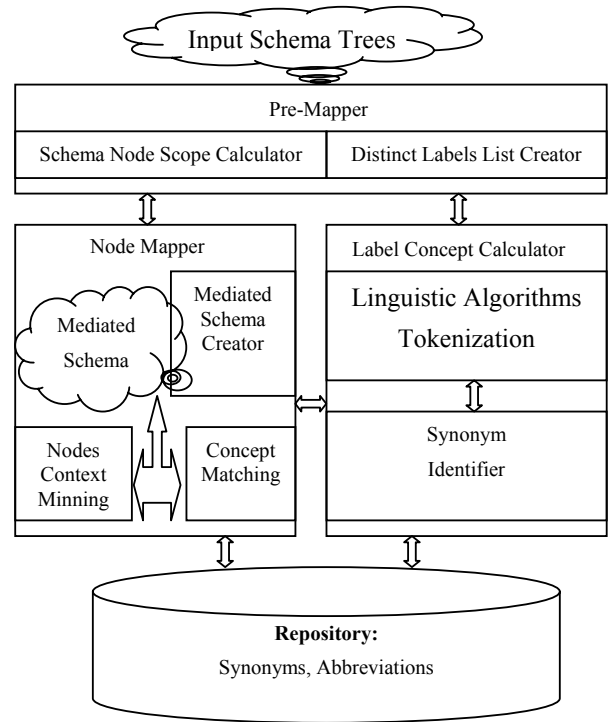 Input Schema Trees
Pre-Mapper
Schema Node Scope Calculator
Distinct Labels List Creator
Node Mapper
Mediated
Schema
Mediated
Schema
Creator
Nodes
Context
Minning
Concept
Matching
Label Concept Calculator
Linguistic Algorithms
Tokenization
Synonym
Identifier
Repository:
Synonyms, Abbreviations